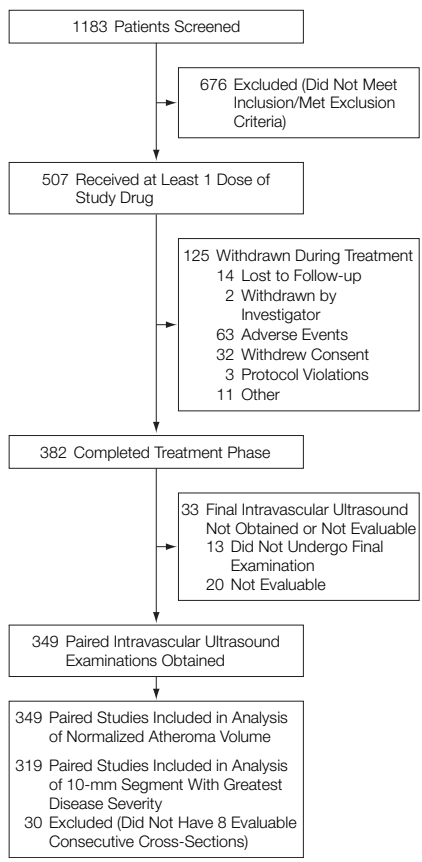 1183 Patients Screened
676 Excluded (Did Not Meet
Inclusion/Met Exclusion
Criteria)
507 Received at Least 1 Dose of
Study Drug
125 Withdrawn During Treatment
14 Lost to Follow-up
2 Withdrawn by
Investigator
63 Adverse Events
32 Withdrew Consent
3 Protocol Violations
11 Other
382 Completed Treatment Phase
33 Final Intravascular Ultrasound
Not Obtained or Not Evaluable
13 Did Not Undergo Final
Examination
20 Not Evaluable
349 Paired Intravascular Ultrasound
Examinations Obtained
349 Paired Studies Included in Analysis
of Normalized Atheroma Volume
319 Paired Studies Included in Analysis
of 10-mm Segment With Greatest
Disease Severity
30 Excluded (Did Not Have 8 Evaluable
Consecutive Cross-Sections)